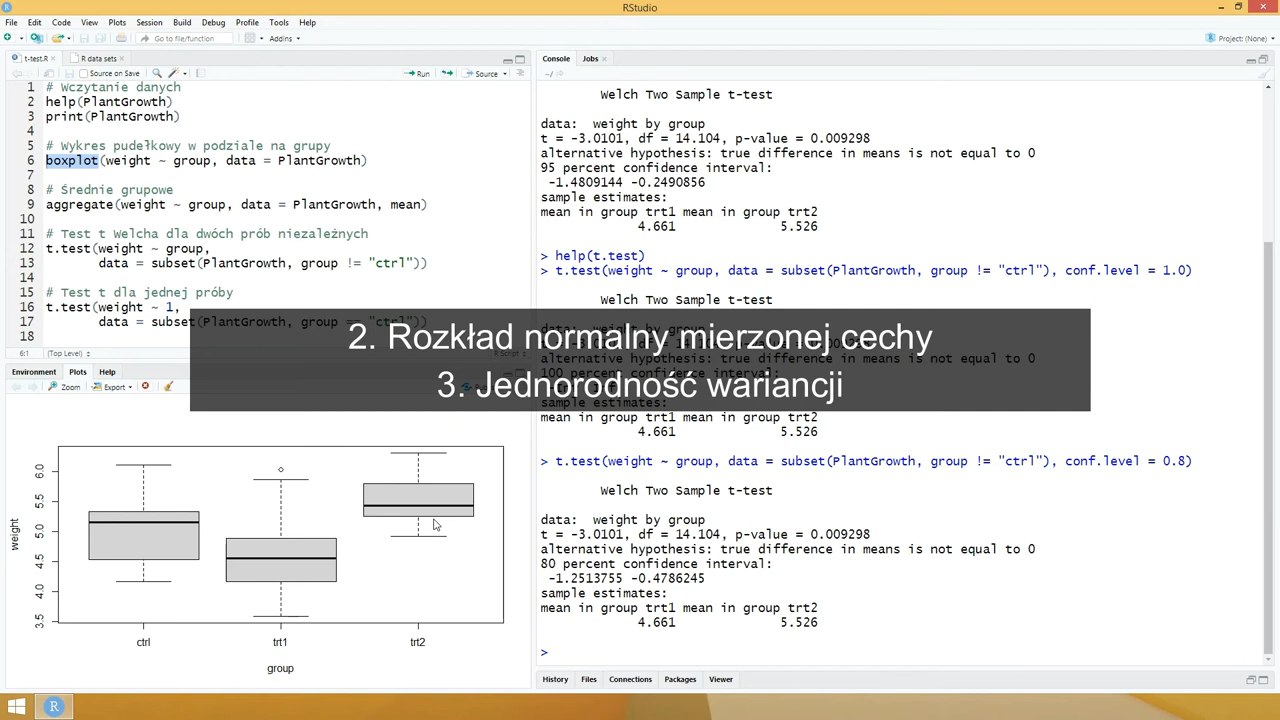 RStudio
File Edit Code View Plots Session Build Debug Profile Tools Help
Go to file/function Addins Project: (None)
t-test.R R data sets
Source on Save Run Source
1 # Wczytanie danych
2 help(PlantGrowth)
3 print(PlantGrowth)
4
5 # Wykres pudełkowy w podziale na grupy
6 boxplot(weight ~ group, data = PlantGrowth)
7
8 # Średnie grupowe
9 aggregate(weight ~ group, data = PlantGrowth, mean)
10
11 # Test t Welcha dla dwóch prób niezależnych
12 t.test(weight ~ group,
13 data = subset(PlantGrowth, group != "ctrl"))
14
15 # Test t dla jednej próby
16 t.test(weight ~ 1,
17 data = subset(PlantGrowth, group == "ctrl"))
18
6:1 (Top Level) R Script
2. Rozkład normalny mierzonej cechy
3. Jednorodność wariancji
Environment Plots Help
Zoom Export
weight
6.0
5.5
5.0
4.5
4.0
3.5
ctrl trt1 trt2
group
Console Jobs
~/
Welch Two Sample t-test
data: weight by group
t = -3.0101, df = 14.104, p-value = 0.009298
alternative hypothesis: true difference in means is not equal to 0
95 percent confidence interval:
-1.4809144 -0.2490856
sample estimates:
mean in group trt1 mean in group trt2
4.661 5.526
> help(t.test)
> t.test(weight ~ group, data = subset(PlantGrowth, group != "ctrl"), conf.level = 1.0)
Welch Two Sample t-test
data: weight by group
alternative hypothesis: true difference in means is not equal to 0
100 percent confidence interval:
sample estimates:
mean in group trt1 mean in group trt2
4.661 5.526
> t.test(weight ~ group, data = subset(PlantGrowth, group != "ctrl"), conf.level = 0.8)
Welch Two Sample t-test
data: weight by group
t = -3.0101, df = 14.104, p-value = 0.009298
alternative hypothesis: true difference in means is not equal to 0
80 percent confidence interval:
-1.2513755 -0.4786245
sample estimates:
mean in group trt1 mean in group trt2
4.661 5.526
>
History Files Connections Packages Viewer